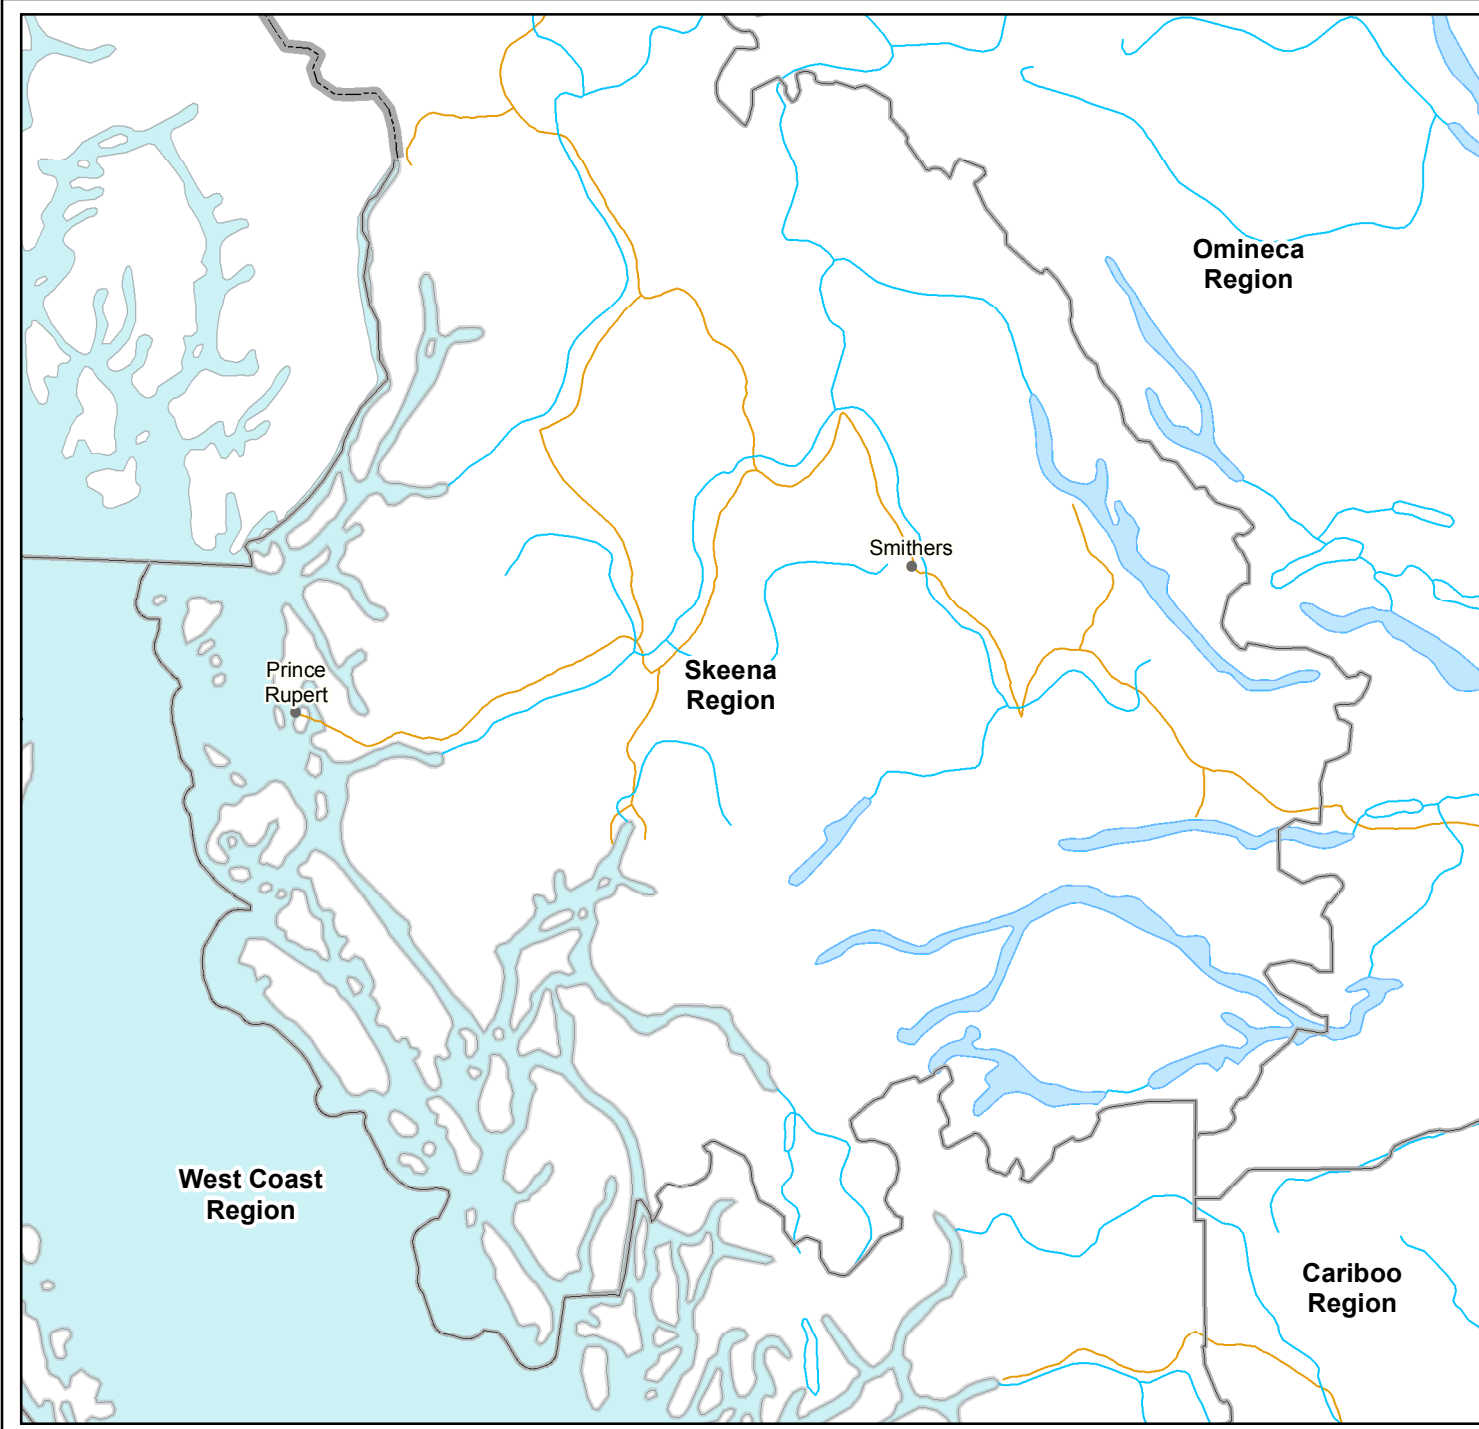 Omineca
Region
Smithers
Prince
Rupert
Skeena
Region
West Coast
Region
Cariboo
Region